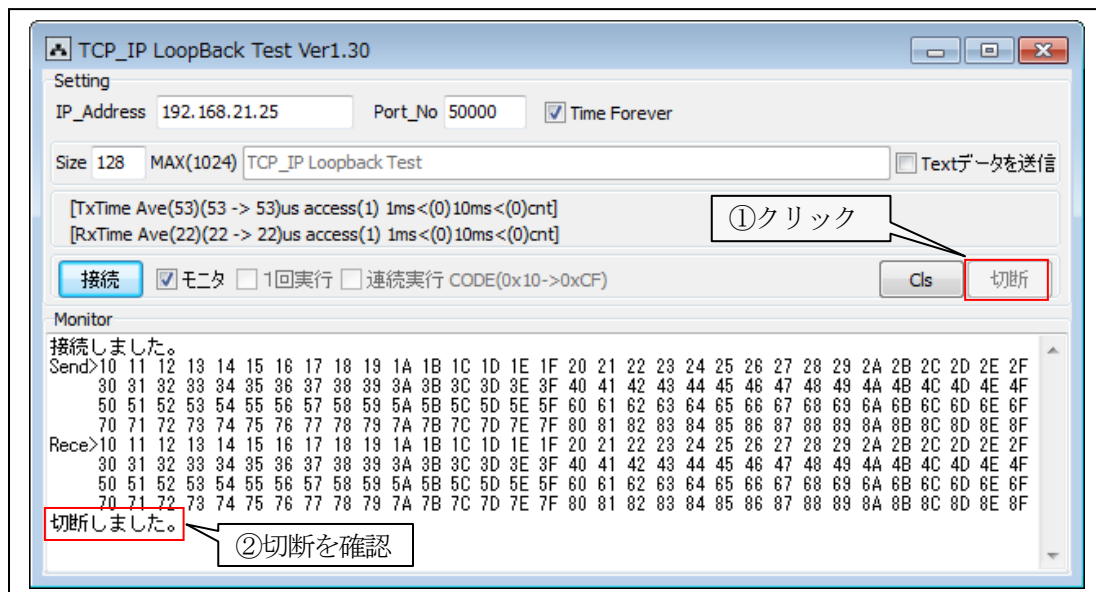 TCP_IP LoopBack Test Ver1.30
Setting
IP_Address 192.168.21.25 Port_No 50000 Time Forever
Size 128 MAX(1024) TCP_IP Loopback Test Textデータを送信
[TxTime Ave(53)(53 -> 53)us access(1) 1ms<(0)10ms<(0)cnt]
[RxTime Ave(22)(22 -> 22)us access(1) 1ms<(0)10ms<(0)cnt]
①クリック
接続 モニタ 1回実行 連続実行 CODE(0x10->0xCF) Cls 切断
Monitor
接続しました。
Send>10 11 12 13 14 15 16 17 18 19 1A 1B 1C 1D 1E 1F 20 21 22 23 24 25 26 27 28 29 2A 2B 2C 2D 2E 2F
30 31 32 33 34 35 36 37 38 39 3A 3B 3C 3D 3E 3F 40 41 42 43 44 45 46 47 48 49 4A 4B 4C 4D 4E 4F
50 51 52 53 54 55 56 57 58 59 5A 5B 5C 5D 5E 5F 60 61 62 63 64 65 66 67 68 69 6A 6B 6C 6D 6E 6F
70 71 72 73 74 75 76 77 78 79 7A 7B 7C 7D 7E 7F 80 81 82 83 84 85 86 87 88 89 8A 8B 8C 8D 8E 8F
Rece>10 11 12 13 14 15 16 17 18 19 1A 1B 1C 1D 1E 1F 20 21 22 23 24 25 26 27 28 29 2A 2B 2C 2D 2E 2F
30 31 32 33 34 35 36 37 38 39 3A 3B 3C 3D 3E 3F 40 41 42 43 44 45 46 47 48 49 4A 4B 4C 4D 4E 4F
50 51 52 53 54 55 56 57 58 59 5A 5B 5C 5D 5E 5F 60 61 62 63 64 65 66 67 68 69 6A 6B 6C 6D 6E 6F
70 71 72 73 74 75 76 77 78 79 7A 7B 7C 7D 7E 7F 80 81 82 83 84 85 86 87 88 89 8A 8B 8C 8D 8E 8F
切断しました。
②切断を確認